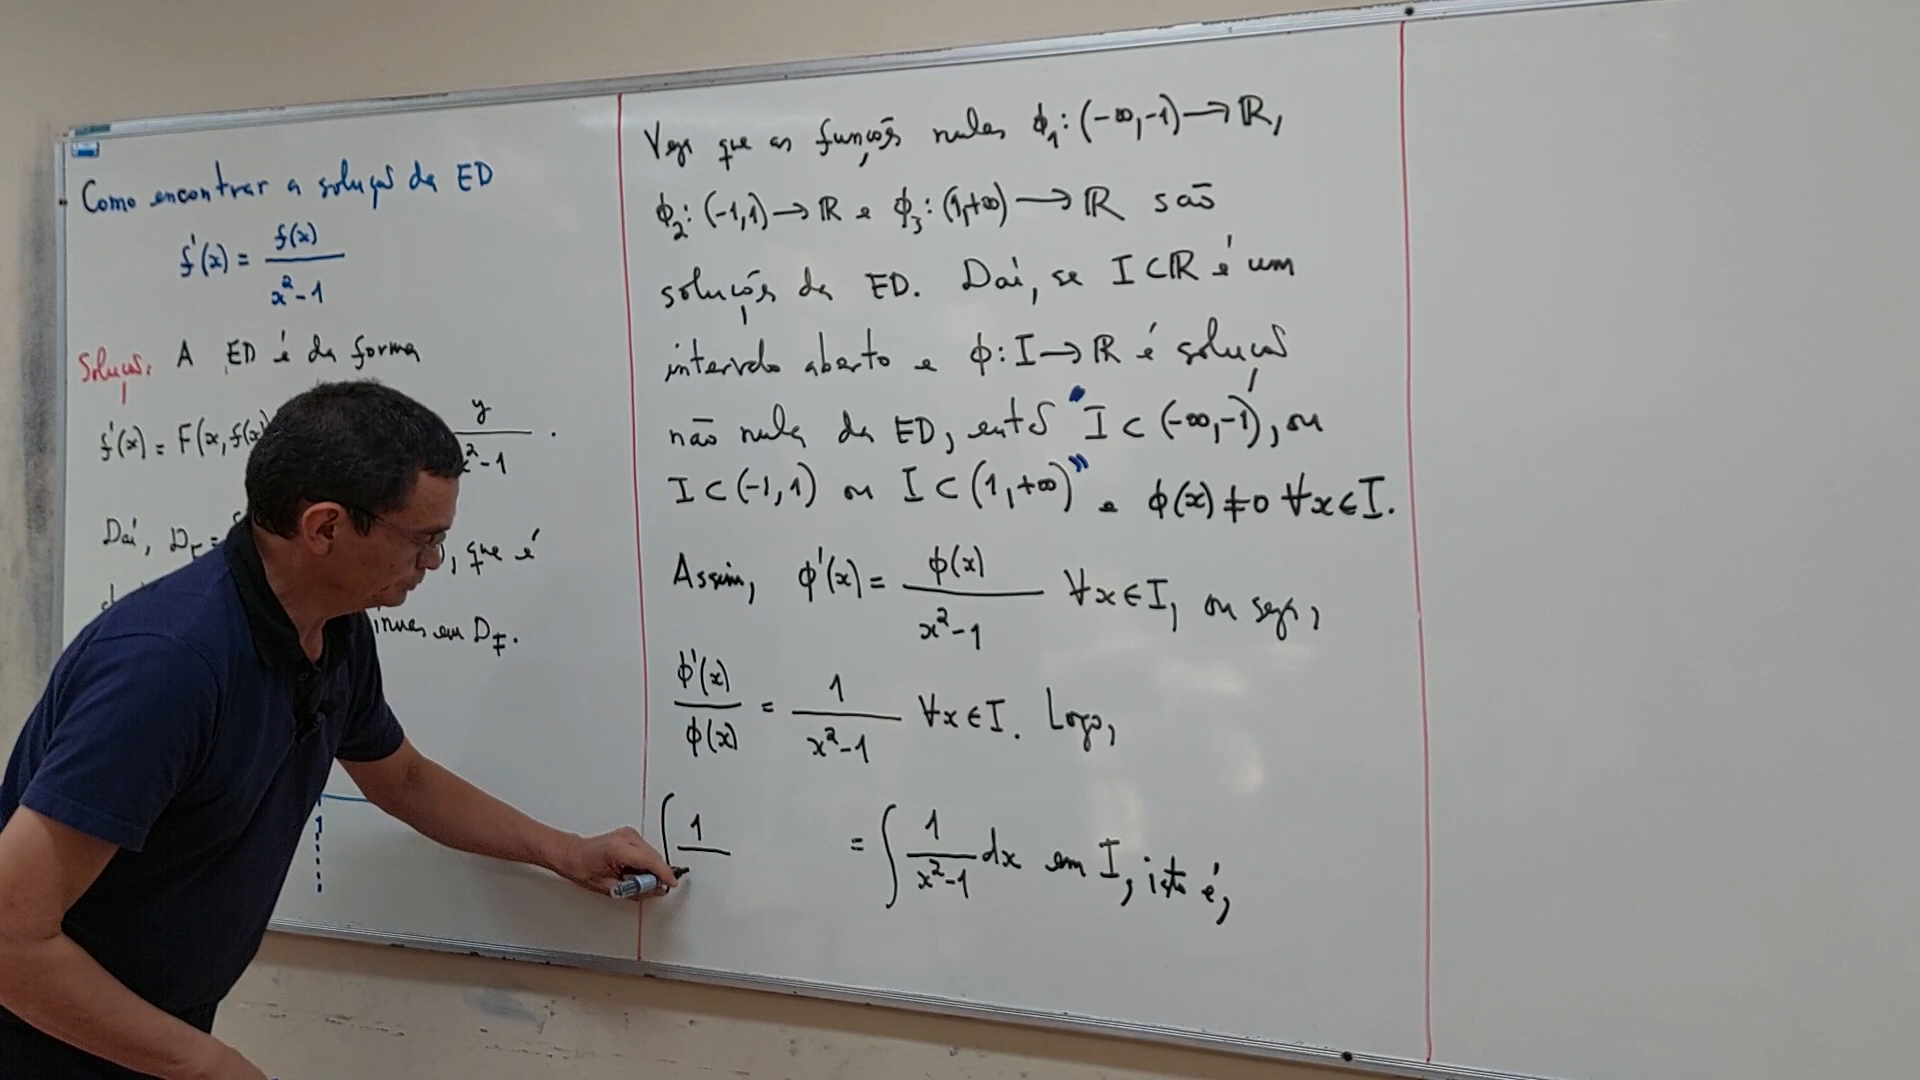 Como encontrar a solução da ED
f'(x) = f(x) / x²-1
Solução. A ED é da forma
f'(x) = F(x, f(x) y / x²-1 .
Daí, D_F = , que é
em D_F.
Veja que as funções nulas ϕ₁: (-∞,-1) → ℝ,
ϕ₂: (-1,1) → ℝ e ϕ₃: (1,+∞) → ℝ são
soluções da ED. Daí, se I ⊂ ℝ é um
intervalo aberto e ϕ: I → ℝ é solução
não nula da ED, então "I ⊂ (-∞,-1), ou
I ⊂ (-1,1) ou I ⊂ (1,+∞)" e ϕ(x) ≠ 0 ∀x ∈ I.
Assim, ϕ'(x) = ϕ(x) / x²-1 ∀x ∈ I, ou seja,
ϕ'(x) / ϕ(x) = 1 / x²-1 ∀x ∈ I. Logo,
∫ 1 = ∫ 1 / x²-1 dx em I, isto é,